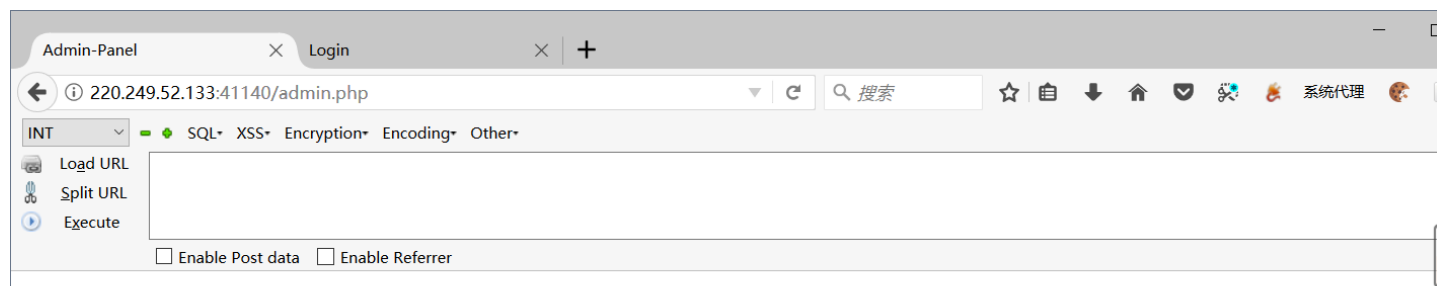 Admin-Panel Login
220.249.52.133:41140/admin.php 搜索 系统代理
INT SQL XSS Encryption Encoding Other
Load URL
Split URL
Execute
Enable Post data Enable Referrer